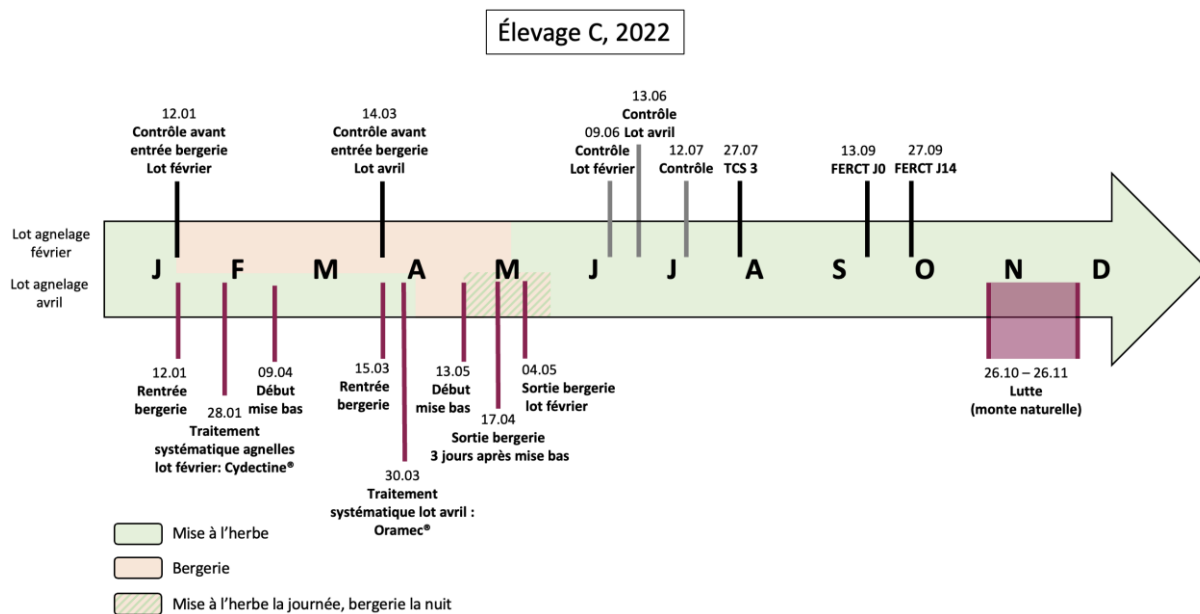 Élevage C, 2022
12.01
Contrôle avant
entrée bergerie
Lot février
14.03
Contrôle avant
entrée bergerie
Lot avril
09.06
Contrôle
Lot février
13.06
Contrôle
Lot avril
12.07
Contrôle
27.07
TCS 3
13.09
FERCT J0
27.09
FERCT J14
Lot agnelage
février
Lot agnelage
avril
J F M A M J J A S O N D
12.01
Rentrée
bergerie
28.01
Traitement
systématique agnelles
lot février: Cydectine®
09.04
Début
mise bas
15.03
Rentrée
bergerie
30.03
Traitement
systématique lot avril :
Oramec®
13.05
Début
mise bas
17.04
Sortie bergerie
3 jours après mise bas
04.05
Sortie bergerie
lot février
26.10 – 26.11
Lutte
(monte naturelle)
Mise à l'herbe
Bergerie
Mise à l'herbe la journée, bergerie la nuit